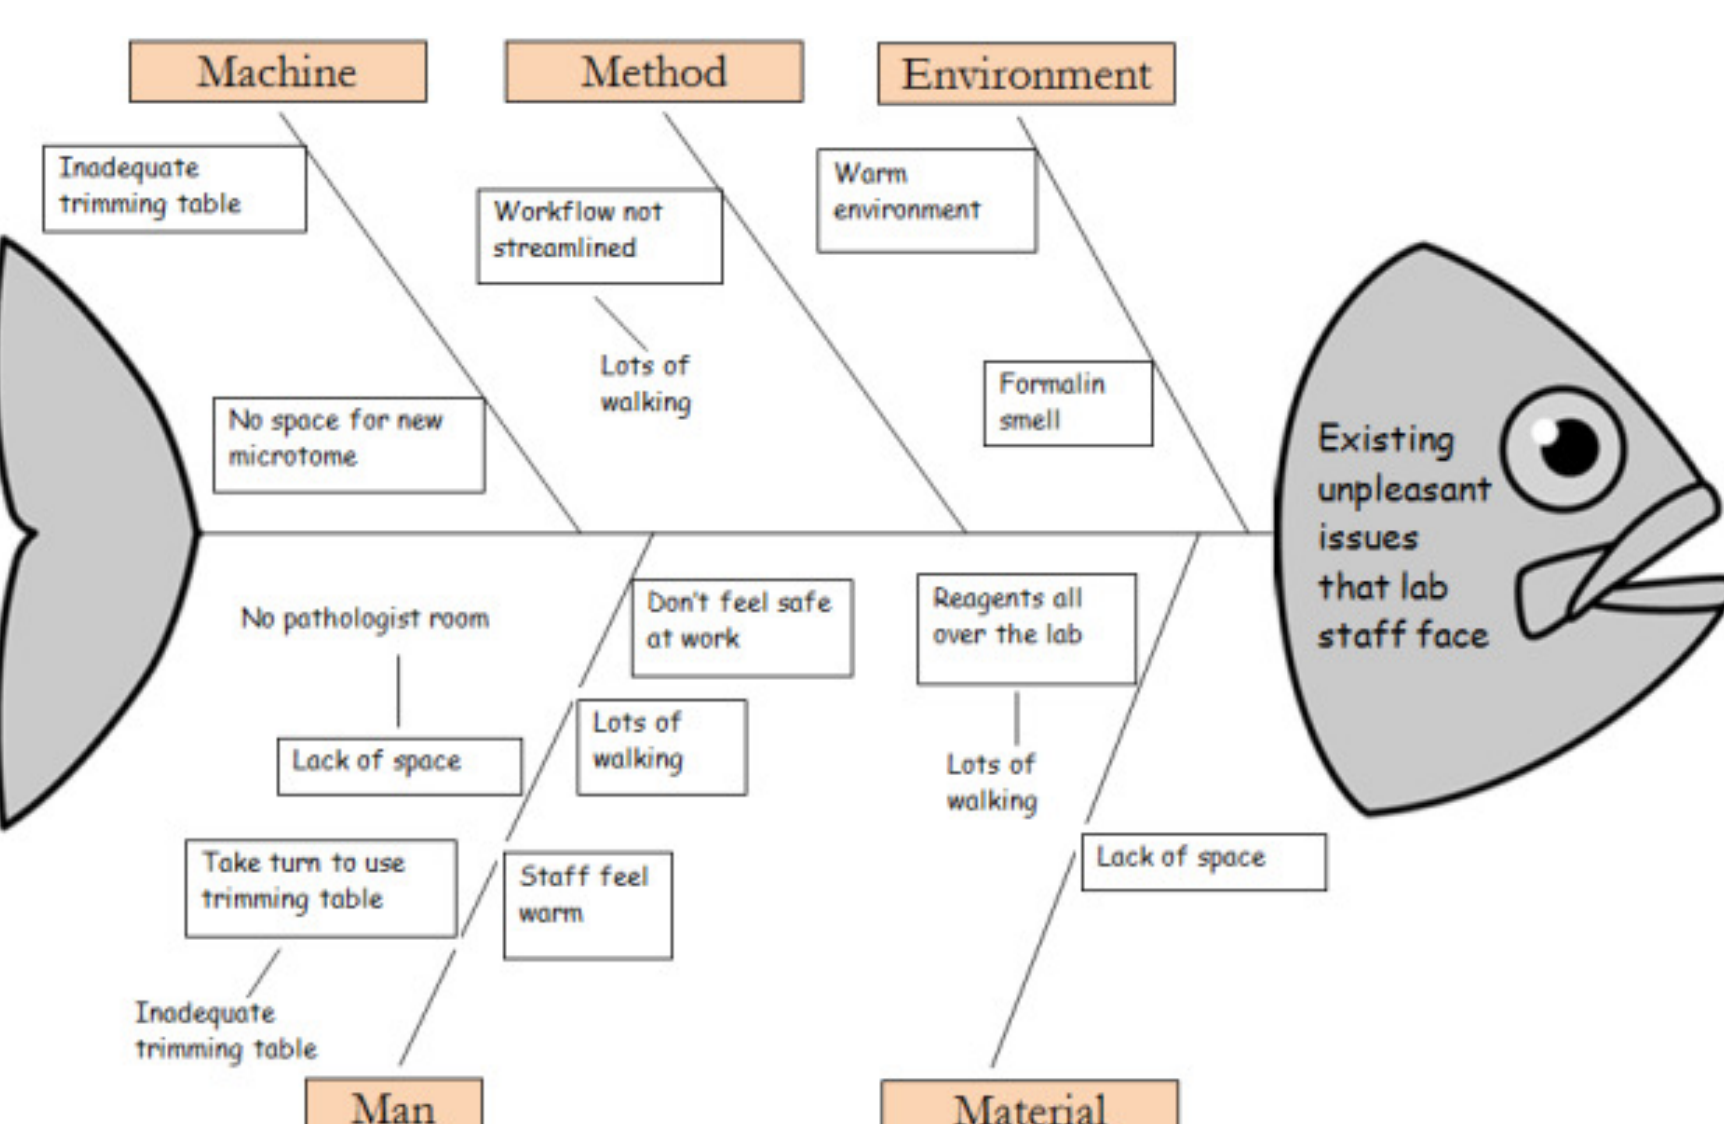 Machine
Method
Environment
Inadequate
trimming table
Workflow not
streamlined
Lots of
walking
Warm
environment
No space for new
microtome
Formalin
smell
Existing
unpleasant
issues
that lab
staff face
No pathologist room
Lack of space
Take turn to use
trimming table
Inadequate
trimming table
Don't feel safe
at work
Lots of
walking
Staff feel
warm
Reagents all
over the lab
Lots of
walking
Lack of space
Man
Material